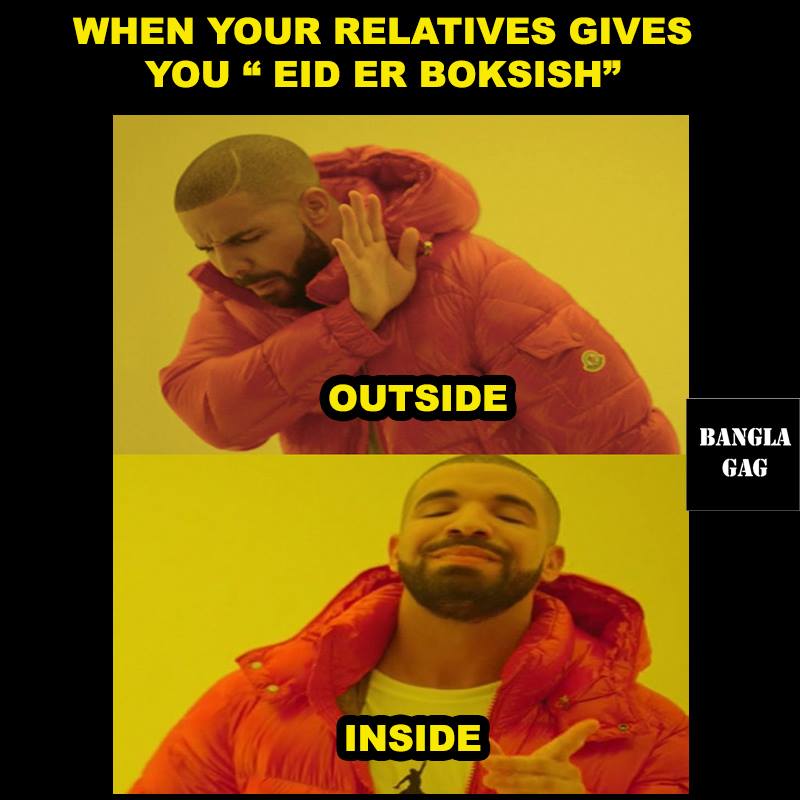 WHEN YOUR RELATIVES GIVES
YOU “ EID ER BOKSISH”
OUTSIDE
BANGLA
GAG
INSIDE